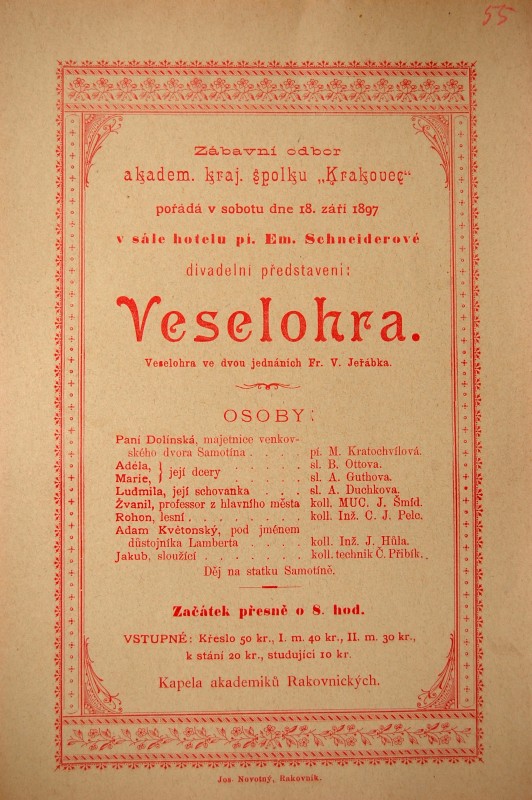 55
Zábavní odbor
akadem. kraj. spolku „Krakovec“
pořádá v sobotu dne 18. září 1897
v sále hotelu pí. Em. Schneiderové
divadelní představení:
Veselohra.
Veselohra ve dvou jednáních Fr. V. Jeřábka.
OSOBY:
Paní Dolínská, majetnice venkov-
ského dvora Samotína . . . . pí. M. Kratochvílová.
Adéla, } její dcery . . . . . sl. B. Ottova.
Marie, } sl. A. Guthova.
Ludmila, její schovanka . . . sl. A. Duchkova.
Žvanil, professor z hlavního města koll. MUC. J. Šmíd.
Rohon, lesní . . . . . . . . koll. Inž. C. J. Pelc.
Adam Květonský, pod jménem
důstojníka Lamberta . . . . koll. Inž. J. Hůla.
Jakub, sloužící . . . . . . koll. technik Č. Přibík.
Děj na statku Samotíně.
Začátek přesně o 8. hod.
VSTUPNÉ: Křeslo 50 kr., I. m. 40 kr., II. m. 30 kr.,
k stání 20 kr., studující 10 kr.
Kapela akademiků Rakovnických.
Jos. Novotný, Rakovník.